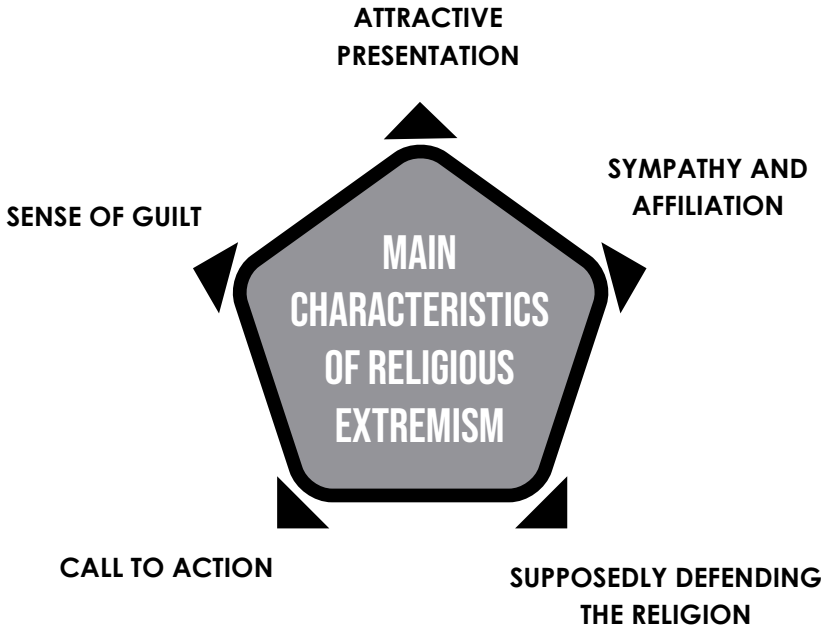 ATTRACTIVE
PRESENTATION
SYMPATHY AND
AFFILIATION
SENSE OF GUILT
MAIN
CHARACTERISTICS
OF RELIGIOUS
EXTREMISM
CALL TO ACTION
SUPPOSEDLY DEFENDING
THE RELIGION